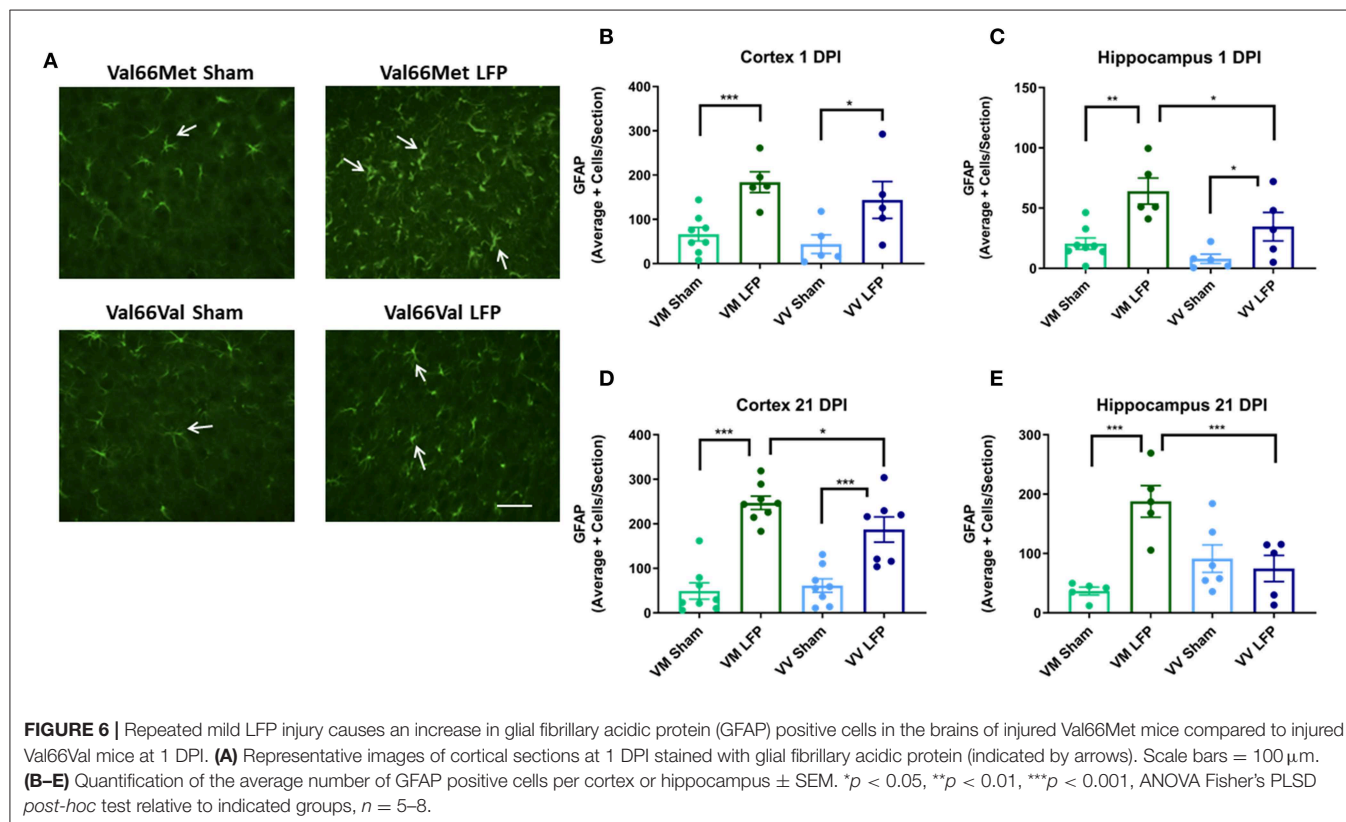 A
Val66Met Sham
Val66Met LFP
Val66Val Sham
Val66Val LFP
B
Cortex 1 DPI
GFAP
(Average + Cells/Section)
400
300
200
100
0
***
*
VM Sham
VM LFP
VV Sham
VV LFP
C
Hippocampus 1 DPI
GFAP
(Average + Cells/Section)
150
100
50
0
**
*
*
VM Sham
VM LFP
VV Sham
VV LFP
D
Cortex 21 DPI
GFAP
(Average + Cells/Section)
400
300
200
100
0
***
*
***
VM Sham
VM LFP
VV Sham
VV LFP
E
Hippocampus 21 DPI
GFAP
(Average + Cells/Section)
300
200
100
0
***
***
VM Sham
VM LFP
VV Sham
VV LFP
FIGURE 6 | Repeated mild LFP injury causes an increase in glial fibrillary acidic protein (GFAP) positive cells in the brains of injured Val66Met mice compared to injured
Val66Val mice at 1 DPI. (A) Representative images of cortical sections at 1 DPI stained with glial fibrillary acidic protein (indicated by arrows). Scale bars = 100 μm.
(B–E) Quantification of the average number of GFAP positive cells per cortex or hippocampus ± SEM. *p < 0.05, **p < 0.01, ***p < 0.001, ANOVA Fisher's PLSD
post-hoc test relative to indicated groups, n = 5–8.